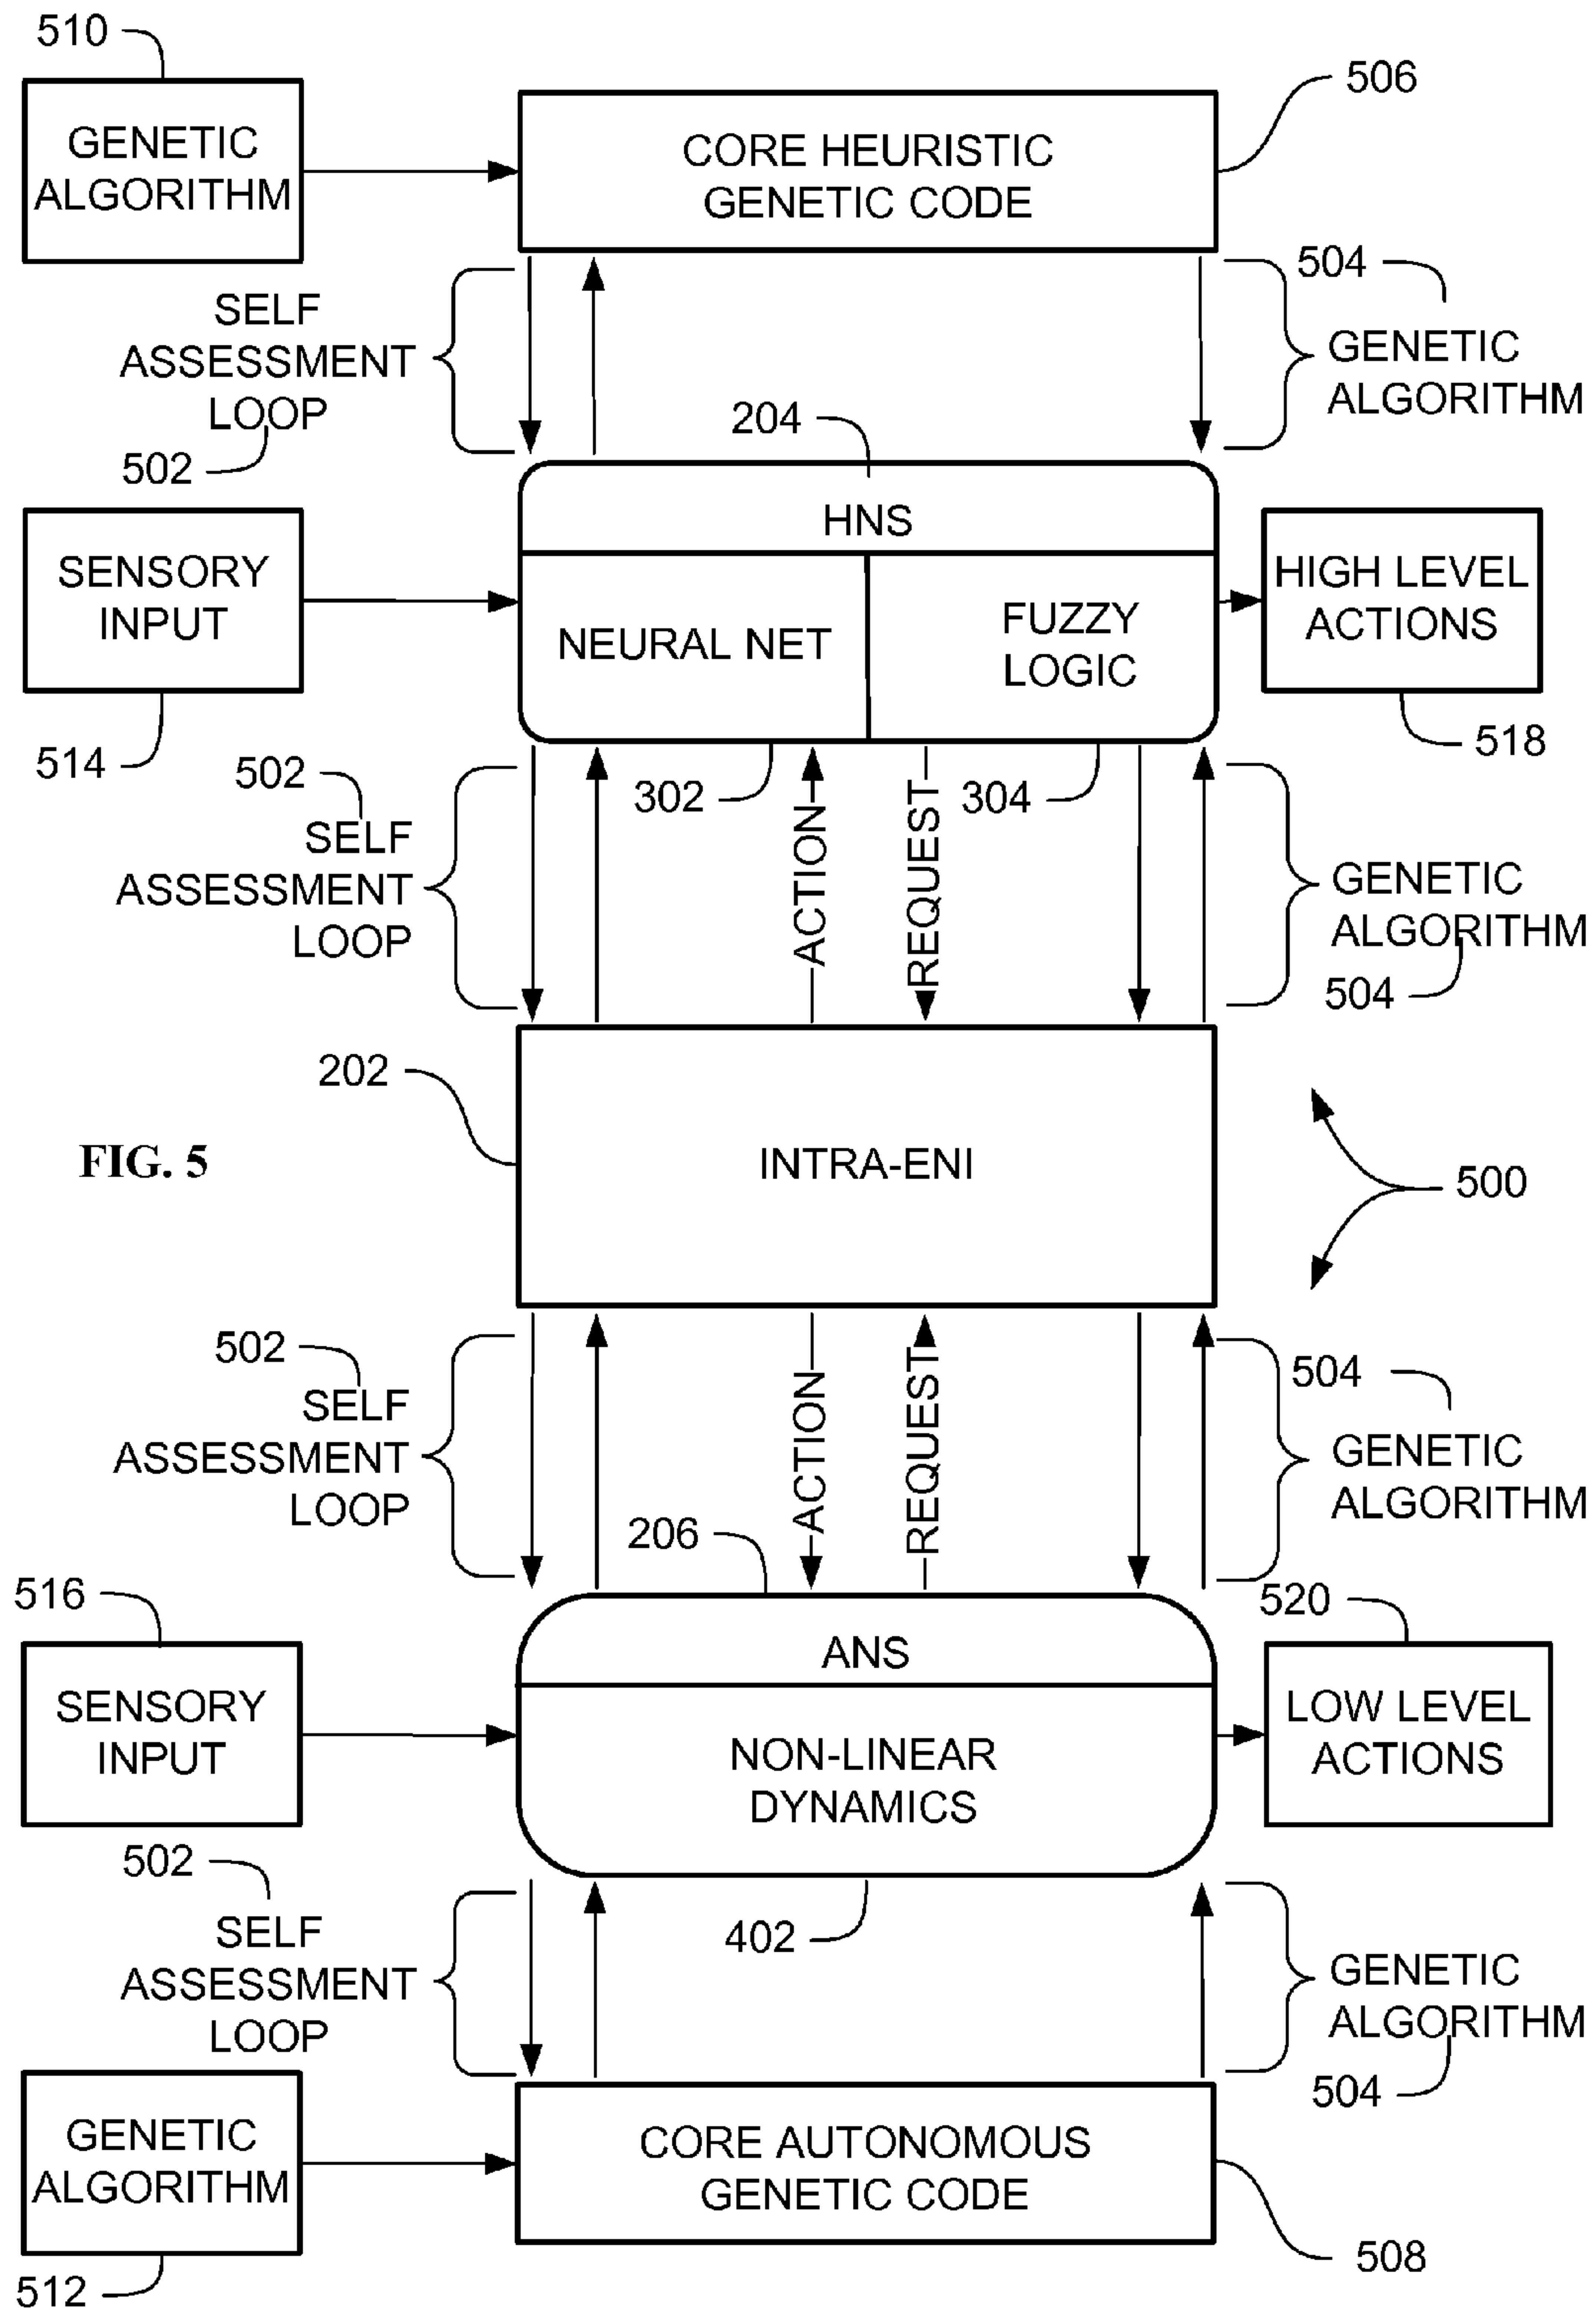 510
GENETIC
ALGORITHM
CORE HEURISTIC
GENETIC CODE
506
SELF
ASSESSMENT
LOOP
502
504
GENETIC
ALGORITHM
204
HNS
NEURAL NET
FUZZY
LOGIC
SENSORY
INPUT
514
HIGH LEVEL
ACTIONS
518
502
SELF
ASSESSMENT
LOOP
302
ACTION
REQUEST
304
GENETIC
ALGORITHM
504
202
INTRA-ENI
FIG. 5
500
502
SELF
ASSESSMENT
LOOP
ACTION
REQUEST
504
GENETIC
ALGORITHM
206
516
SENSORY
INPUT
ANS
NON-LINEAR
DYNAMICS
520
LOW LEVEL
ACTIONS
502
SELF
ASSESSMENT
LOOP
402
GENETIC
ALGORITHM
504
GENETIC
ALGORITHM
512
CORE AUTONOMOUS
GENETIC CODE
508